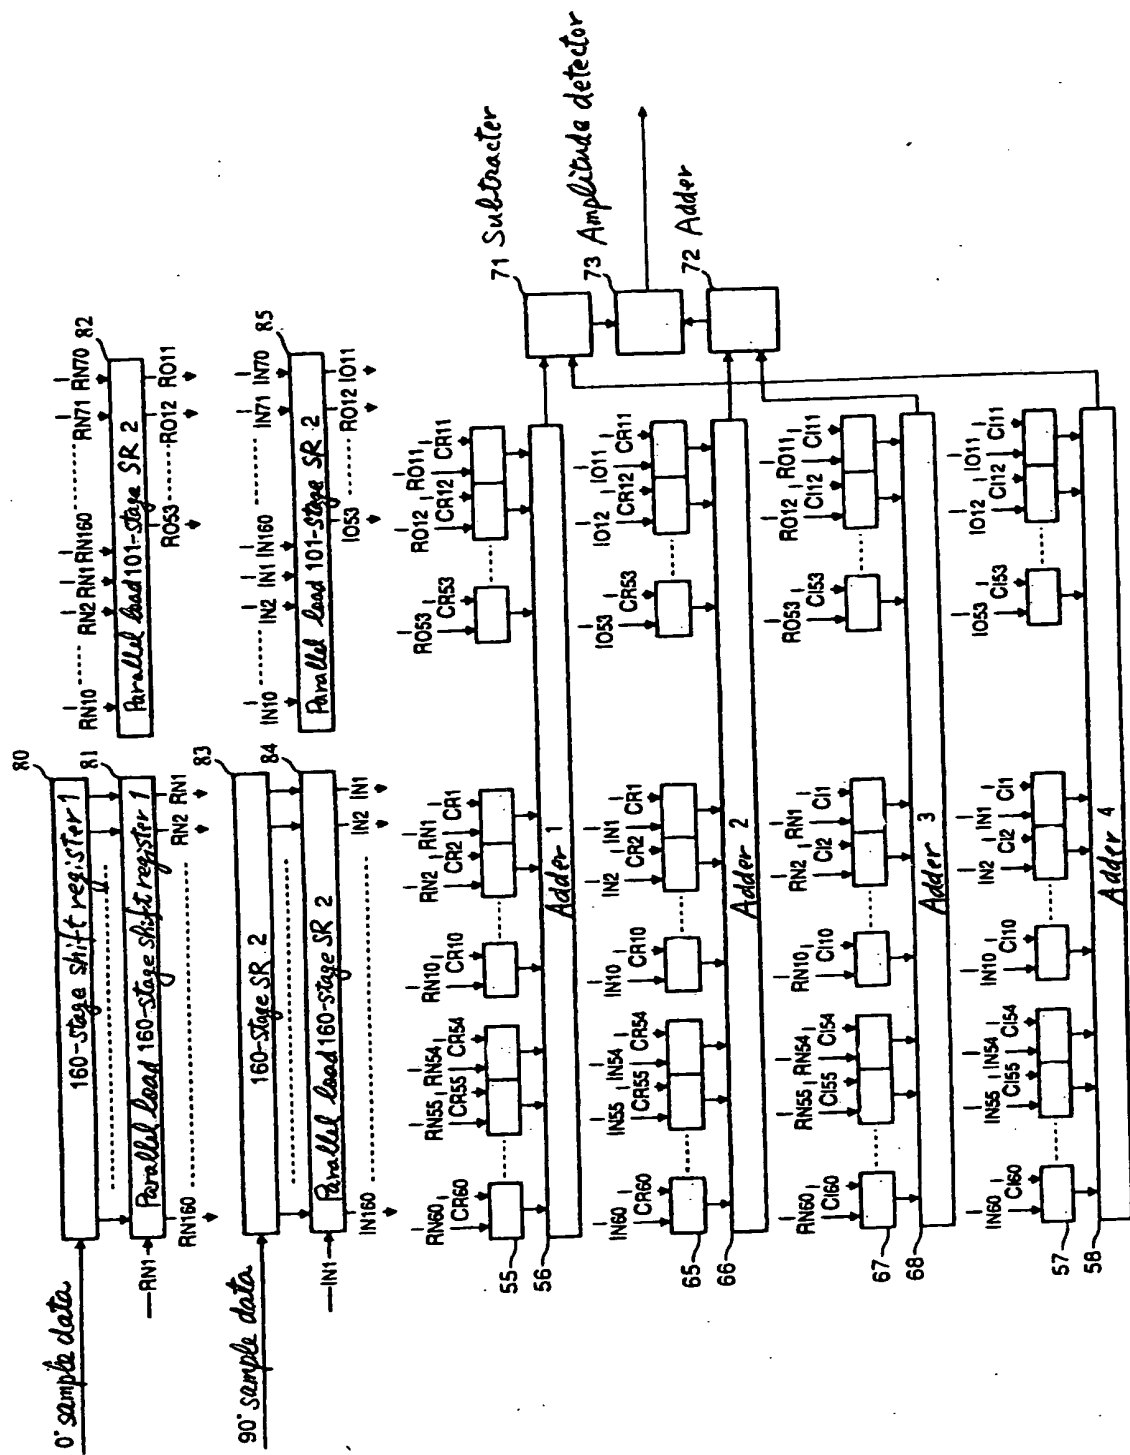 0° sample data
80
160-stage shift register 1
81
Parallel load 160-stage shift register 1
RN1
RN160 RN2 RN1
RN10 RN2 RN1 RN160 RN71 RN70
82
Parallel load 101-stage SR 2
RO53 RO12 RO11
90° sample data
83
160-stage SR 2
84
Parallel load 160-stage SR 2
IN1
IN160 IN2 IN1
IN10 IN2 IN1 IN160 IN71 IN70
85
Parallel load 101-stage SR 2
IO53 RO12 IO11
RN60 CR60 RN55 CR55 RN54 CR54 RN10 CR10 RN2 CR2 RN1 CR1 RO53 CR53 RO12 CR12 RO11 CR11
55
56
Adder 1
IN60 CR60 IN55 CR55 IN54 CR54 IN10 CR10 IN2 CR2 IN1 CR1 IO53 CR53 IO12 CR12 IO11 CR11
65
66
Adder 2
RN60 CI60 RN55 CI55 RN54 CI54 RN10 CI10 RN2 CI2 RN1 CI1 RO53 CI53 RO12 CI12 RO11 CI11
67
68
Adder 3
IN60 CI60 IN55 CI55 IN54 CI54 IN10 CI10 IN2 CI2 IN1 CI1 IO53 CI53 IO12 CI12 IO11 CI11
57
58
Adder 4
71 Subtracter
73 Amplitude detector
72 Adder